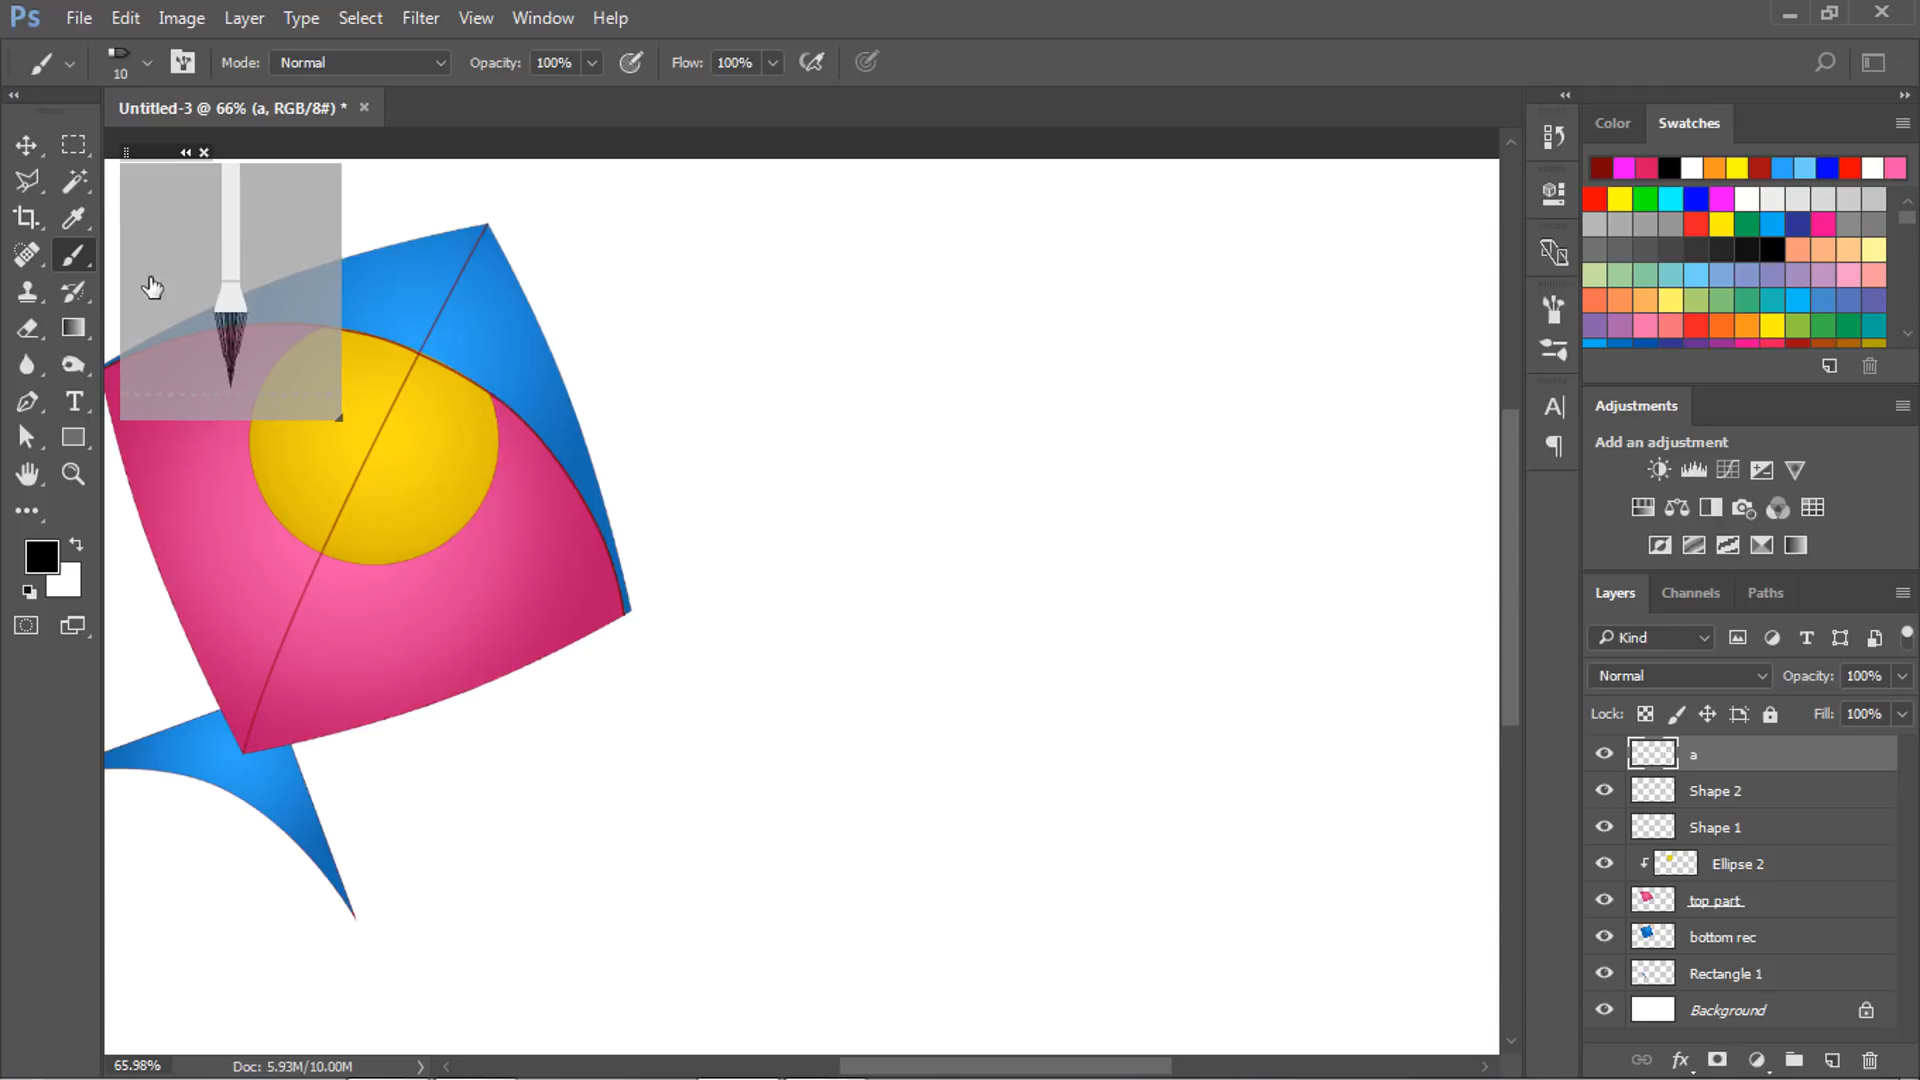 Ps File Edit Image Layer Type Select Filter View Window Help
10 Mode: Normal Opacity: 100% Flow: 100%
Untitled-3 @ 66% (a, RGB/8#) *
Color Swatches
Adjustments
Add an adjustment
Layers Channels Paths
Kind
Normal Opacity: 100%
Lock: Fill: 100%
a
Shape 2
Shape 1
Ellipse 2
top part
bottom rec
Rectangle 1
Background
65.98% Doc: 5.93M/10.00M